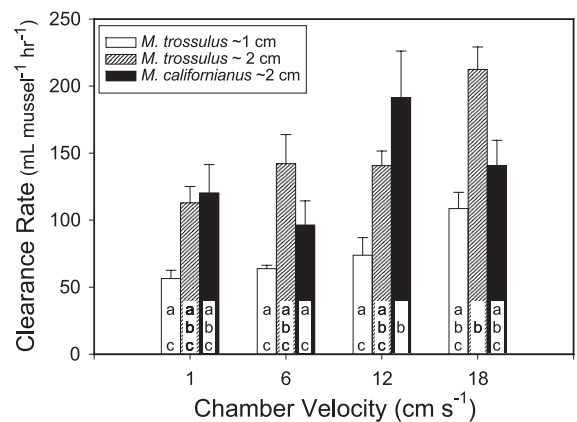 Clearance Rate (mL mussel⁻¹ hr⁻¹)
250
200
150
100
50
0
M. trossulus ~1 cm
M. trossulus ~ 2 cm
M. californianus ~2 cm
a a a a a a a a a a
b b b b b b b b
c c c c c c c c c c
1 6 12 18
Chamber Velocity (cm s⁻¹)